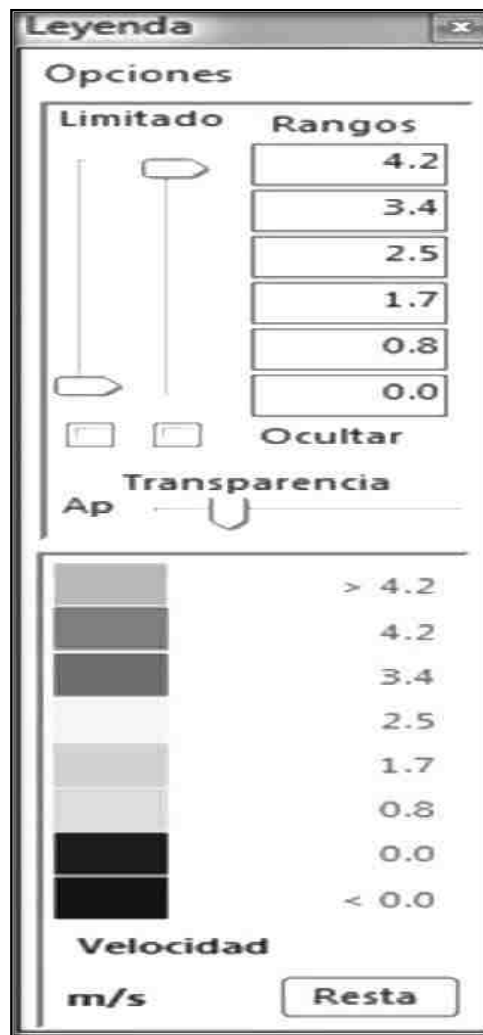 Leyenda
Opciones
Limitado Rangos
4.2
3.4
2.5
1.7
0.8
0.0
Ocultar
Transparencia
Ap
> 4.2
4.2
3.4
2.5
1.7
0.8
0.0
< 0.0
Velocidad
m/s Resta